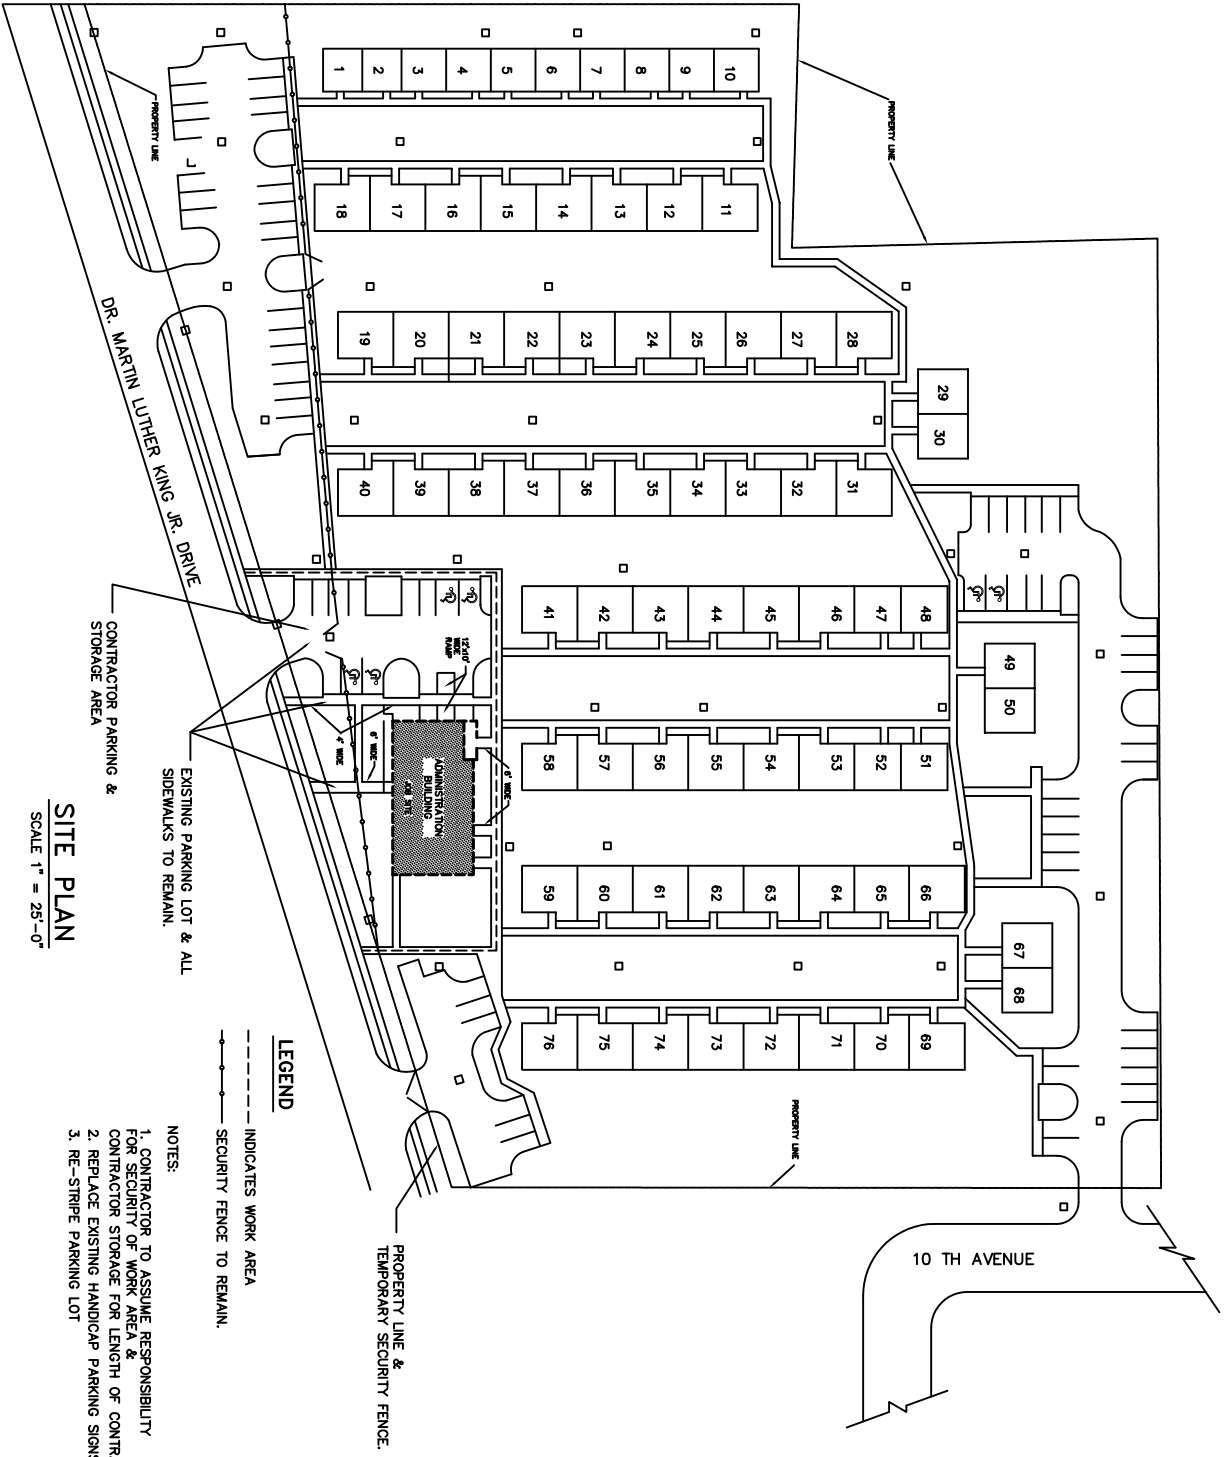 1
2
3
4
5
6
7
8
9
10
PROPERTY LINE
PROPERTY LINE
18
17
16
15
14
13
12
11
19
20
21
22
23
24
25
26
27
28
29
30
40
39
38
37
36
35
34
33
32
31
DR. MARTIN LUTHER KING JR. DRIVE
41
42
43
44
45
46
47
48
49
50
12'x10'
WIDE
RAMP
4' WIDE
6' WIDE
6' WIDE
ADMINISTRATION
BUILDING
JOB SITE
58
57
56
55
54
53
52
51
59
60
61
62
63
64
65
66
67
68
76
75
74
73
72
71
70
69
CONTRACTOR PARKING &
STORAGE AREA
EXISTING PARKING LOT & ALL
SIDEWALKS TO REMAIN.
PROPERTY LINE
10 TH AVENUE
PROPERTY LINE &
TEMPORARY SECURITY FENCE.
SITE PLAN
SCALE 1" = 25'-0"
LEGEND
INDICATES WORK AREA
SECURITY FENCE TO REMAIN.
NOTES:
1. CONTRACTOR TO ASSUME RESPONSIBILITY
FOR SECURITY OF WORK AREA &
CONTRACTOR STORAGE FOR LENGTH OF CONTR
2. REPLACE EXISTING HANDICAP PARKING SIGNS
3. RE-STRIPE PARKING LOT